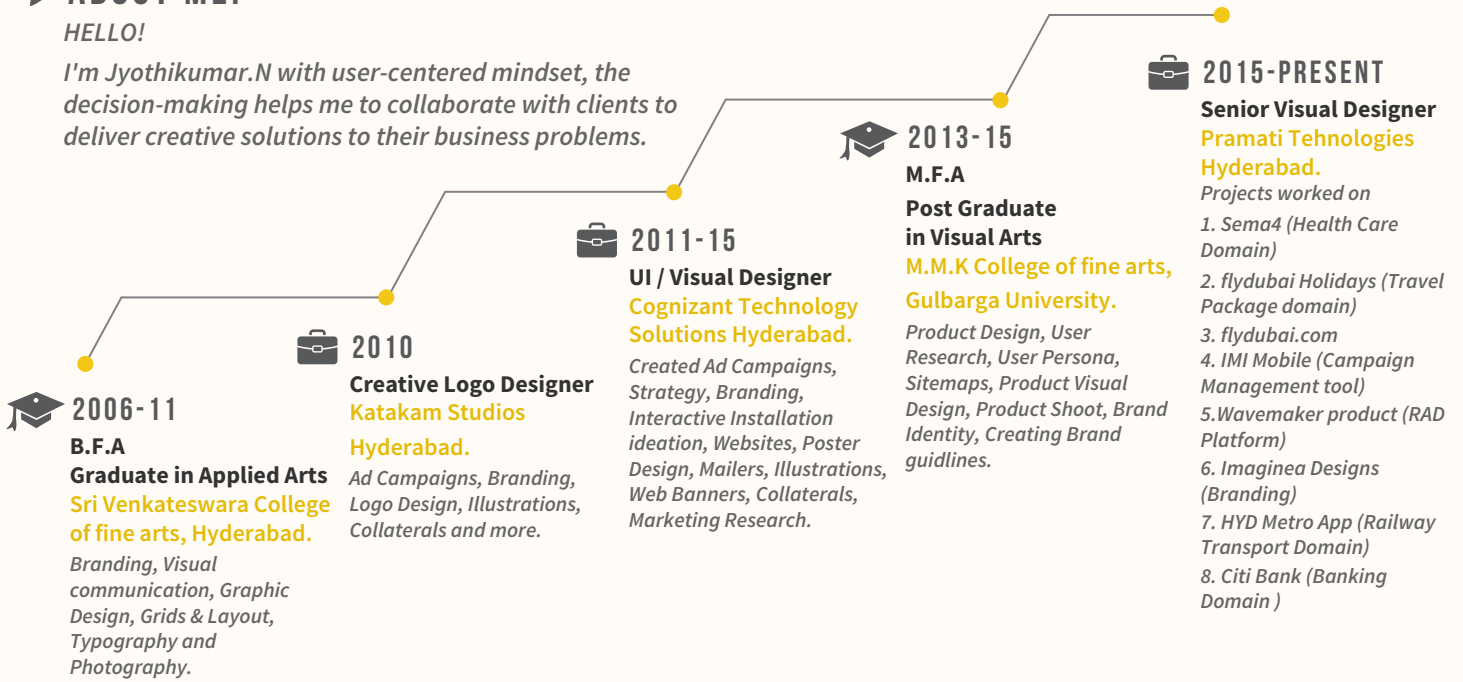 ABOUT ME!
HELLO!
I'm Jyothikumar.N with user-centered mindset, the
decision-making helps me to collaborate with clients to
deliver creative solutions to their business problems.
2006-11
B.F.A
Graduate in Applied Arts
Sri Venkateswara College
of fine arts, Hyderabad.
Branding, Visual
communication, Graphic
Design, Grids & Layout,
Typography and
Photography.
2010
Creative Logo Designer
Katakam Studios
Hyderabad.
Ad Campaigns, Branding,
Logo Design, Illustrations,
Collaterals and more.
2011-15
UI / Visual Designer
Cognizant Technology
Solutions Hyderabad.
Created Ad Campaigns,
Strategy, Branding,
Interactive Installation
ideation, Websites, Poster
Design, Mailers, Illustrations,
Web Banners, Collaterals,
Marketing Research.
2013-15
M.F.A
Post Graduate
in Visual Arts
M.M.K College of fine arts,
Gulbarga University.
Product Design, User
Research, User Persona,
Sitemaps, Product Visual
Design, Product Shoot, Brand
Identity, Creating Brand
guidlines.
2015-PRESENT
Senior Visual Designer
Pramati Tehnologies
Hyderabad.
Projects worked on
1. Sema4 (Health Care
Domain)
2. flydubai Holidays (Travel
Package domain)
3. flydubai.com
4. IMI Mobile (Campaign
Management tool)
5.Wavemaker product (RAD
Platform)
6. Imaginea Designs
(Branding)
7. HYD Metro App (Railway
Transport Domain)
8. Citi Bank (Banking
Domain )